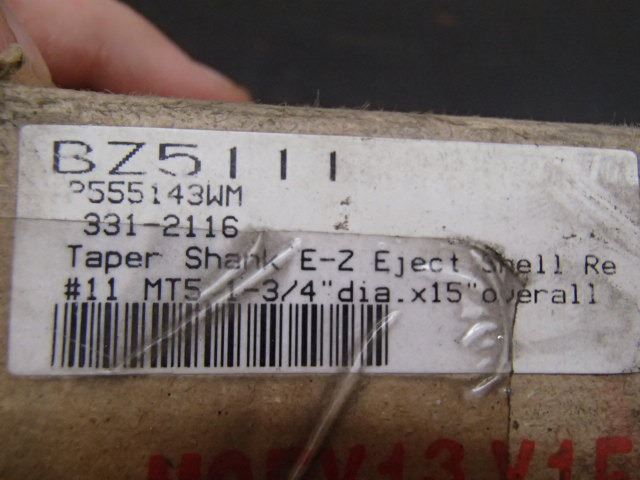 BZ5111
P555143WM
331-2116
Taper Shank E-Z Eject Shell Re
#11 MT5 1-3/4"dia.x15"overall